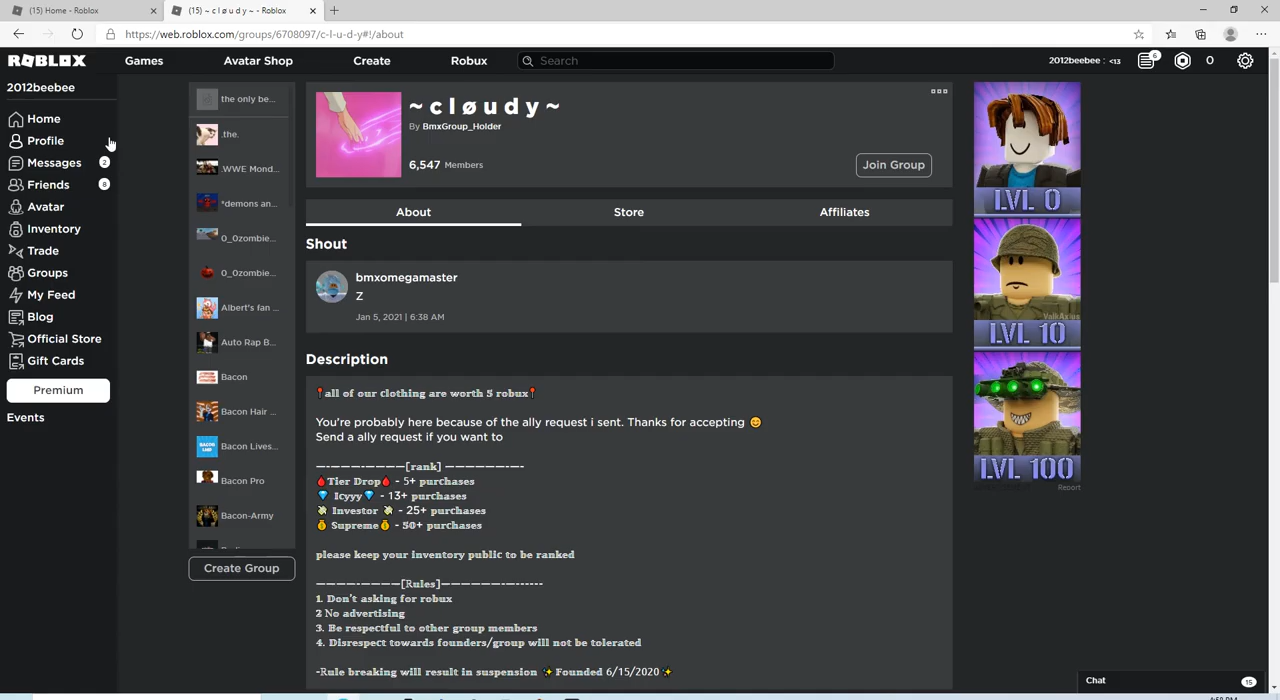 (15) Home - Roblox
(15) ~ c l ø u d y ~ - Roblox
https://web.roblox.com/groups/6708097/c-l-u-d-y#!/about
ROBLOX
Games
Avatar Shop
Create
Robux
Search
2012beebee : <13
6
0
2012beebee
Home
Profile
Messages
2
Friends
8
Avatar
Inventory
Trade
Groups
My Feed
Blog
Official Store
Gift Cards
Premium
Events
the only be...
.the.
.WWE Mond...
*demons an...
0_0zombie...
0_0zombie...
Albert's fan ...
Auto Rap B...
Bacon
Bacon Hair ...
Bacon Lives...
Bacon Pro
Bacon-Army
Create Group
~ c l ø u d y ~
By BmxGroup_Holder
6,547 Members
Join Group
About
Store
Affiliates
Shout
bmxomegamaster
Z
Jan 5, 2021 | 6:38 AM
Description
📍all of our clothing are worth 5 robux📍
You're probably here because of the ally request i sent. Thanks for accepting 😊
Send a ally request if you want to
—-——-—-———[rank] ———-——-—-
🩸Tier Drop🩸 - 5+ purchases
💎 Icyyy💎 - 13+ purchases
💸 Investor 💸 - 25+ purchases
💰 Supreme💰 - 50+ purchases
please keep your inventory public to be ranked
————-————[Rules]————-——-----
1. Don't asking for robux
2 No advertising
3. Be respectful to other group members
4. Disrespect towards founders/group will not be tolerated
-Rule breaking will result in suspension ✨Founded 6/15/2020✨
LVL 0
ValkAxius
LVL 10
LVL 100
Report
Chat
15